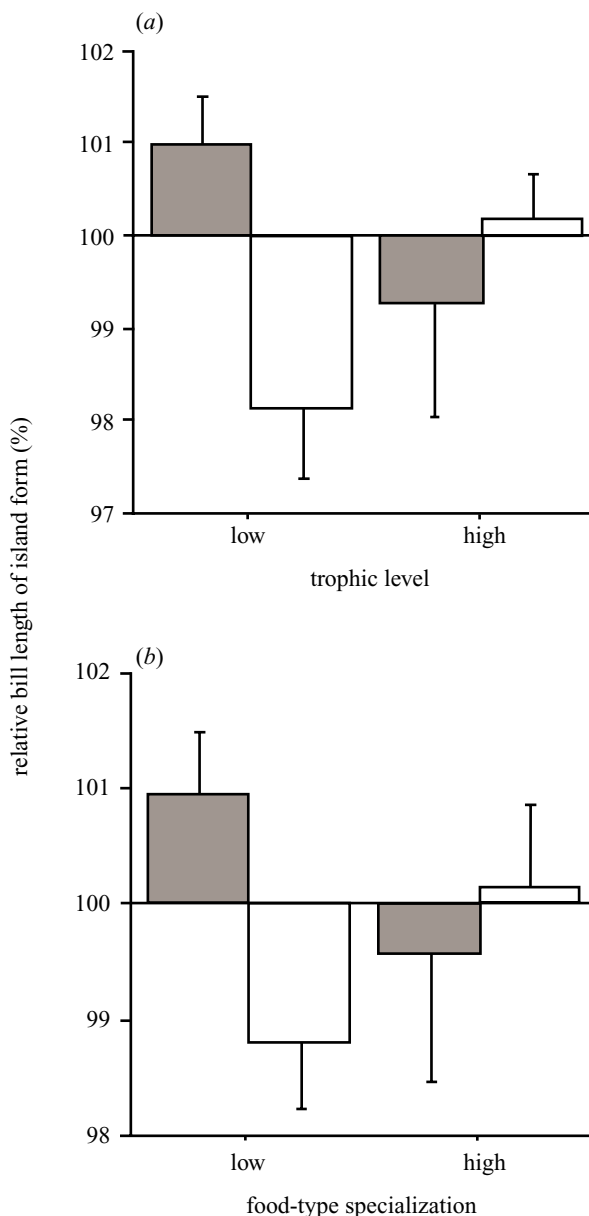 (a)
102
101
100
99
98
97
low
high
trophic level
relative bill length of island form (%)
(b)
102
101
100
99
98
low
high
food-type specialization